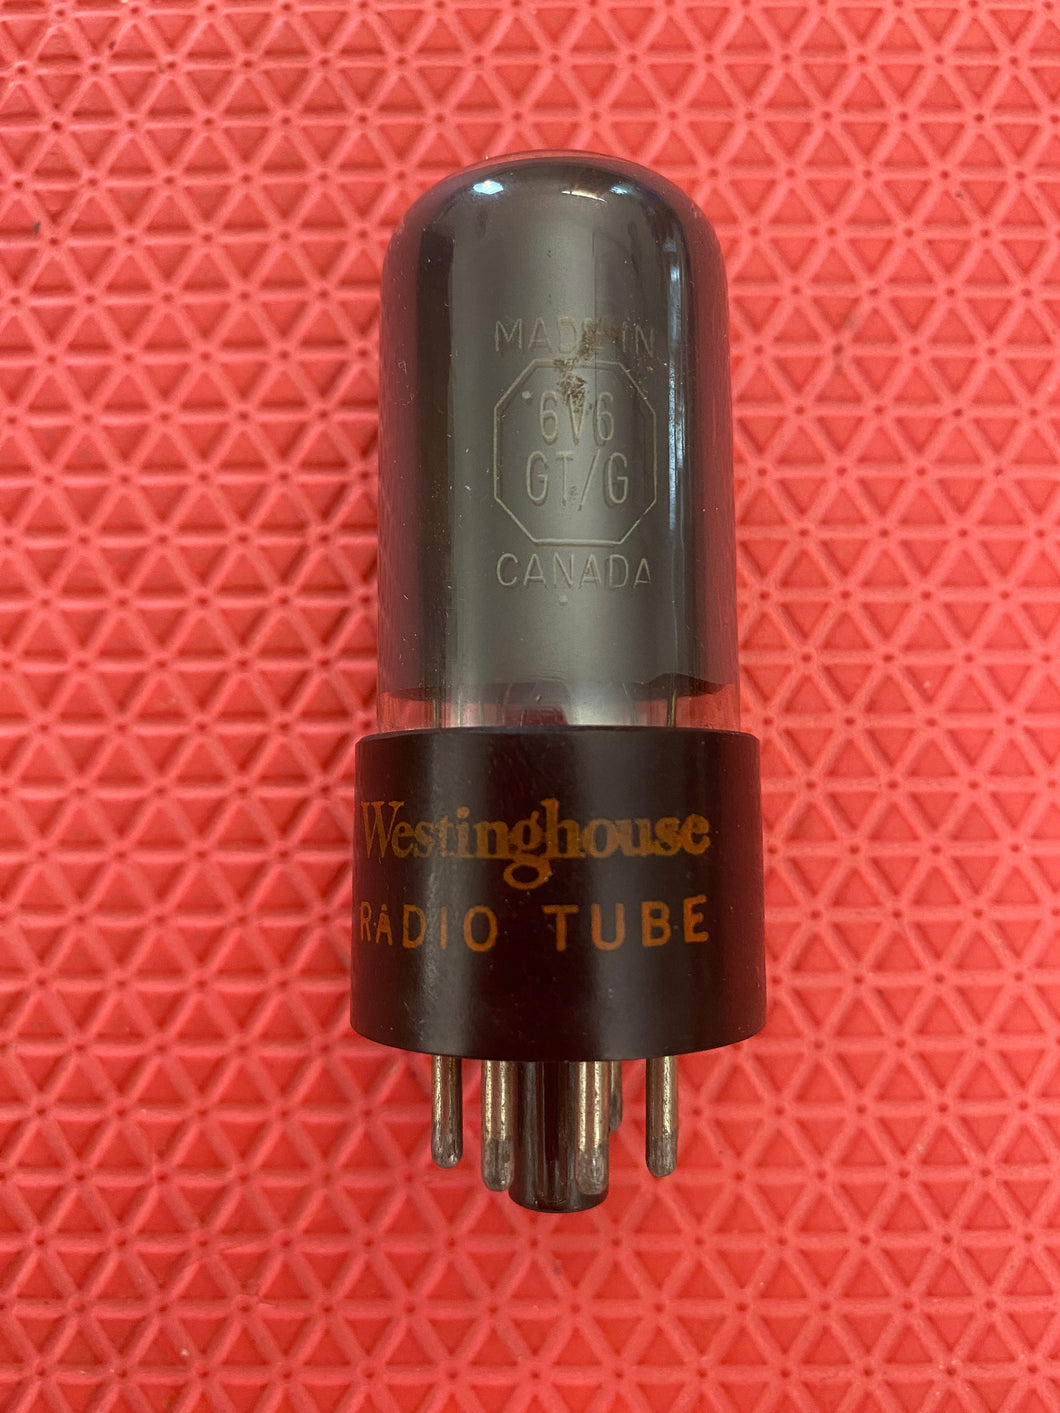 MADE IN
6V6
GT/G
CANADA
Westinghouse
RADIO TUBE